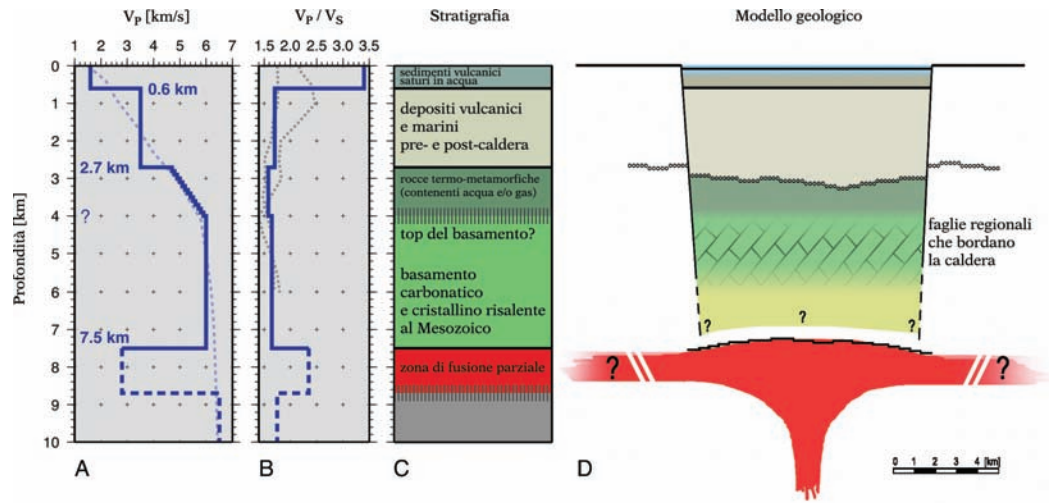 Vₚ [km/s]
Vₚ / Vₛ
Stratigrafia
Modello geologico
1 2 3 4 5 6 7
1.5 2.0 2.5 3.0 3.5
Profondità [km]
0
1
2
3
4
5
6
7
8
9
10
0.6 km
2.7 km
?
7.5 km
sedimenti vulcanici
saturi in acqua
depositi vulcanici
e marini
pre- e post-caldera
rocce termo-metamorfiche
(contenenti acqua e/o gas)
top del basamento?
basamento
carbonatico
e cristallino risalente
al Mesozoico
zona di fusione parziale
faglie regionali
che bordano
la caldera
? ? ?
? ?
0 1 2 3 4 [km]
A
B
C
D